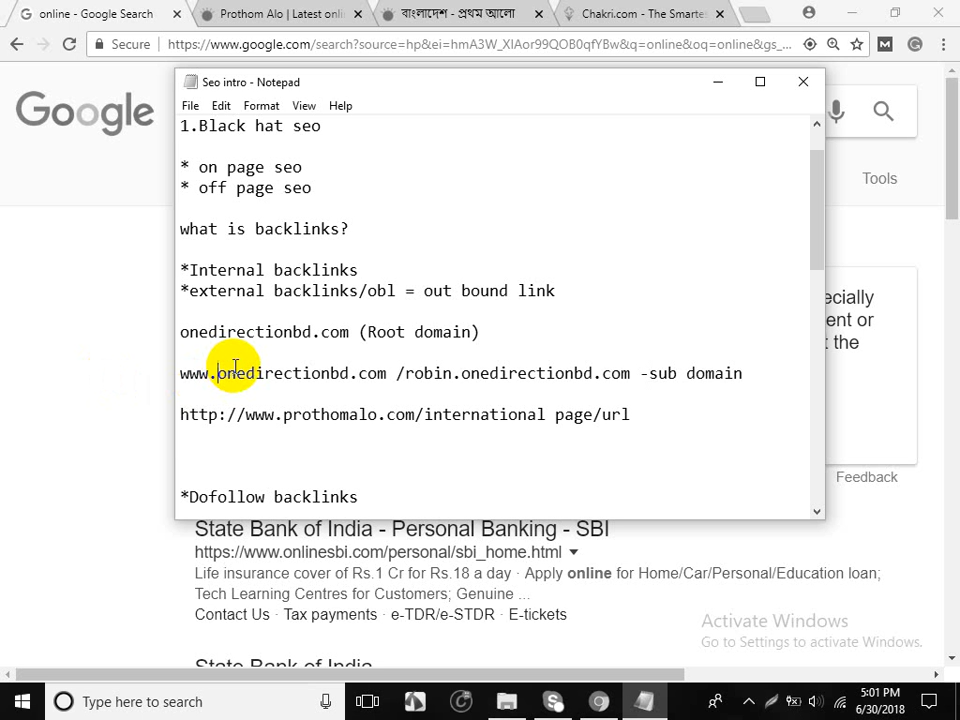 online - Google Search
Prothom Alo | Latest onlin
বাংলাদেশ - প্রথম আলো
Chakri.com - The Smartes
Secure
https://www.google.com/search?source=hp&ei=hmA3W_XIAor99QOB0qfYBw&q=online&oq=online&gs_...
Google
Tools
Seo intro - Notepad
File Edit Format View Help
1.Black hat seo
* on page seo
* off page seo
what is backlinks?
*Internal backlinks
*external backlinks/obl = out bound link
onedirectionbd.com (Root domain)
www.onedirectionbd.com /robin.onedirectionbd.com -sub domain
http://www.prothomalo.com/international page/url
*Dofollow backlinks
ecially
ent or
t the
Feedback
State Bank of India - Personal Banking - SBI
https://www.onlinesbi.com/personal/sbi_home.html
Life insurance cover of Rs.1 Cr for Rs.18 a day · Apply online for Home/Car/Personal/Education loan;
Tech Learning Centres for Customers; Genuine ...
Contact Us · Tax payments · e-TDR/e-STDR · E-tickets
State Bank of India
Activate Windows
Go to Settings to activate Windows.
Type here to search
5:01 PM
6/30/2018